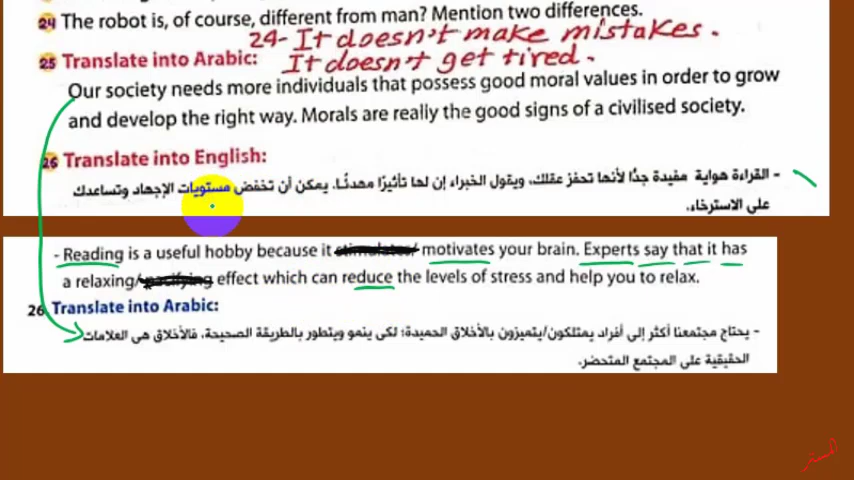 24 The robot is, of course, different from man? Mention two differences.
24- It doesn't make mistakes.
25 Translate into Arabic: It doesn't get tired.
Our society needs more individuals that possess good moral values in order to grow
and develop the right way. Morals are really the good signs of a civilised society.
26 Translate into English:
- القراءة هواية مفيدة جدًا لأنها تحفز عقلك، ويقول الخبراء إن لها تأثيرًا مهدئًا. يمكن أن تخفض مستويات الإجهاد وتساعدك
على الاسترخاء.
- Reading is a useful hobby because it stimulates/ motivates your brain. Experts say that it has
a relaxing/pacifying effect which can reduce the levels of stress and help you to relax.
26 Translate into Arabic:
- يحتاج مجتمعنا أكثر إلى أفراد يمتلكون/يتميزون بالأخلاق الحميدة؛ لكى ينمو ويتطور بالطريقة الصحيحة، فالأخلاق هى العلامات
الحقيقية على المجتمع المتحضر.